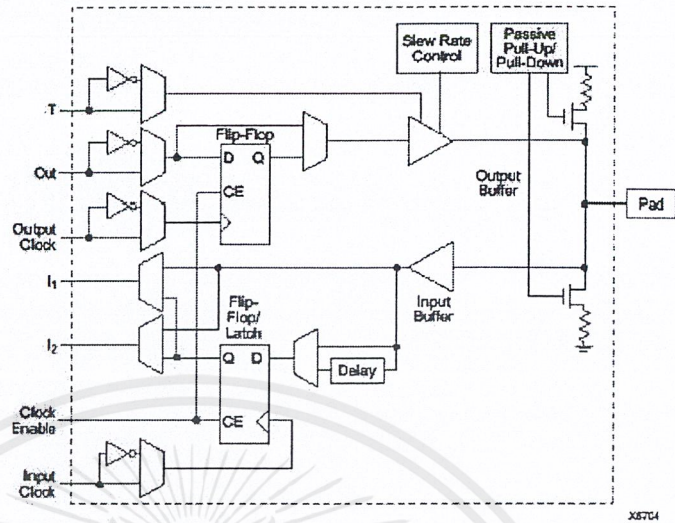 Slew Rate
Control
Passive
Pull-Up/
Pull-Down
T
Flip-Flop
Out
D Q
CE
Output
Buffer
Output
Clock
Pad
I1
Flip-
Flop/
Latch
Input
Buffer
I2
Q D
Delay
Clock
Enable
CE
Input
Clock
X6704